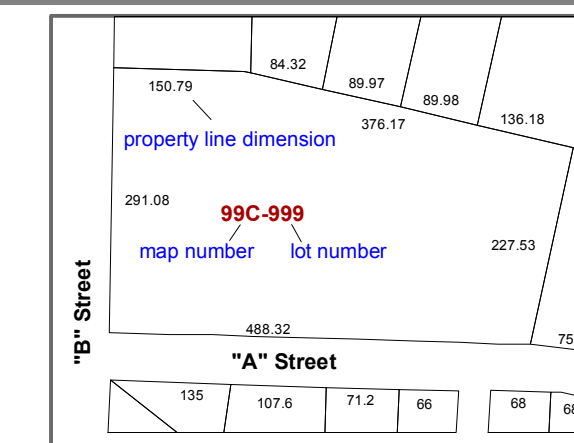 84.32
150.79
89.97
89.98
376.17
136.18
property line dimension
291.08
99C-999
map number
lot number
227.53
"B" Street
488.32
75
"A" Street
135
107.6
71.2
66
68
68